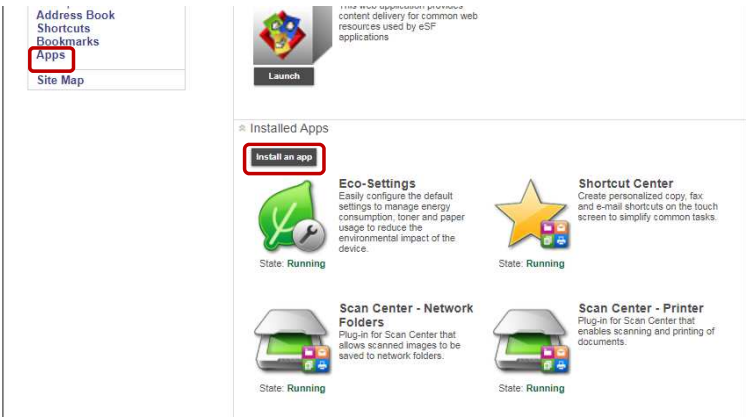 Address Book
Shortcuts
Bookmarks
Apps
Site Map
This web application provides
content delivery for common web
resources used by eSF
applications
Launch
Installed Apps
Install an app
Eco-Settings
Easily configure the default
settings to manage energy
consumption, toner and paper
usage to reduce the
environmental impact of the
device.
State: Running
Shortcut Center
Create personalized copy, fax
and e-mail shortcuts on the touch
screen to simplify common tasks.
State: Running
Scan Center - Network
Folders
Plug-in for Scan Center that
allows scanned images to be
saved to network folders.
State: Running
Scan Center - Printer
Plug-in for Scan Center that
enables scanning and printing of
documents.
State: Running